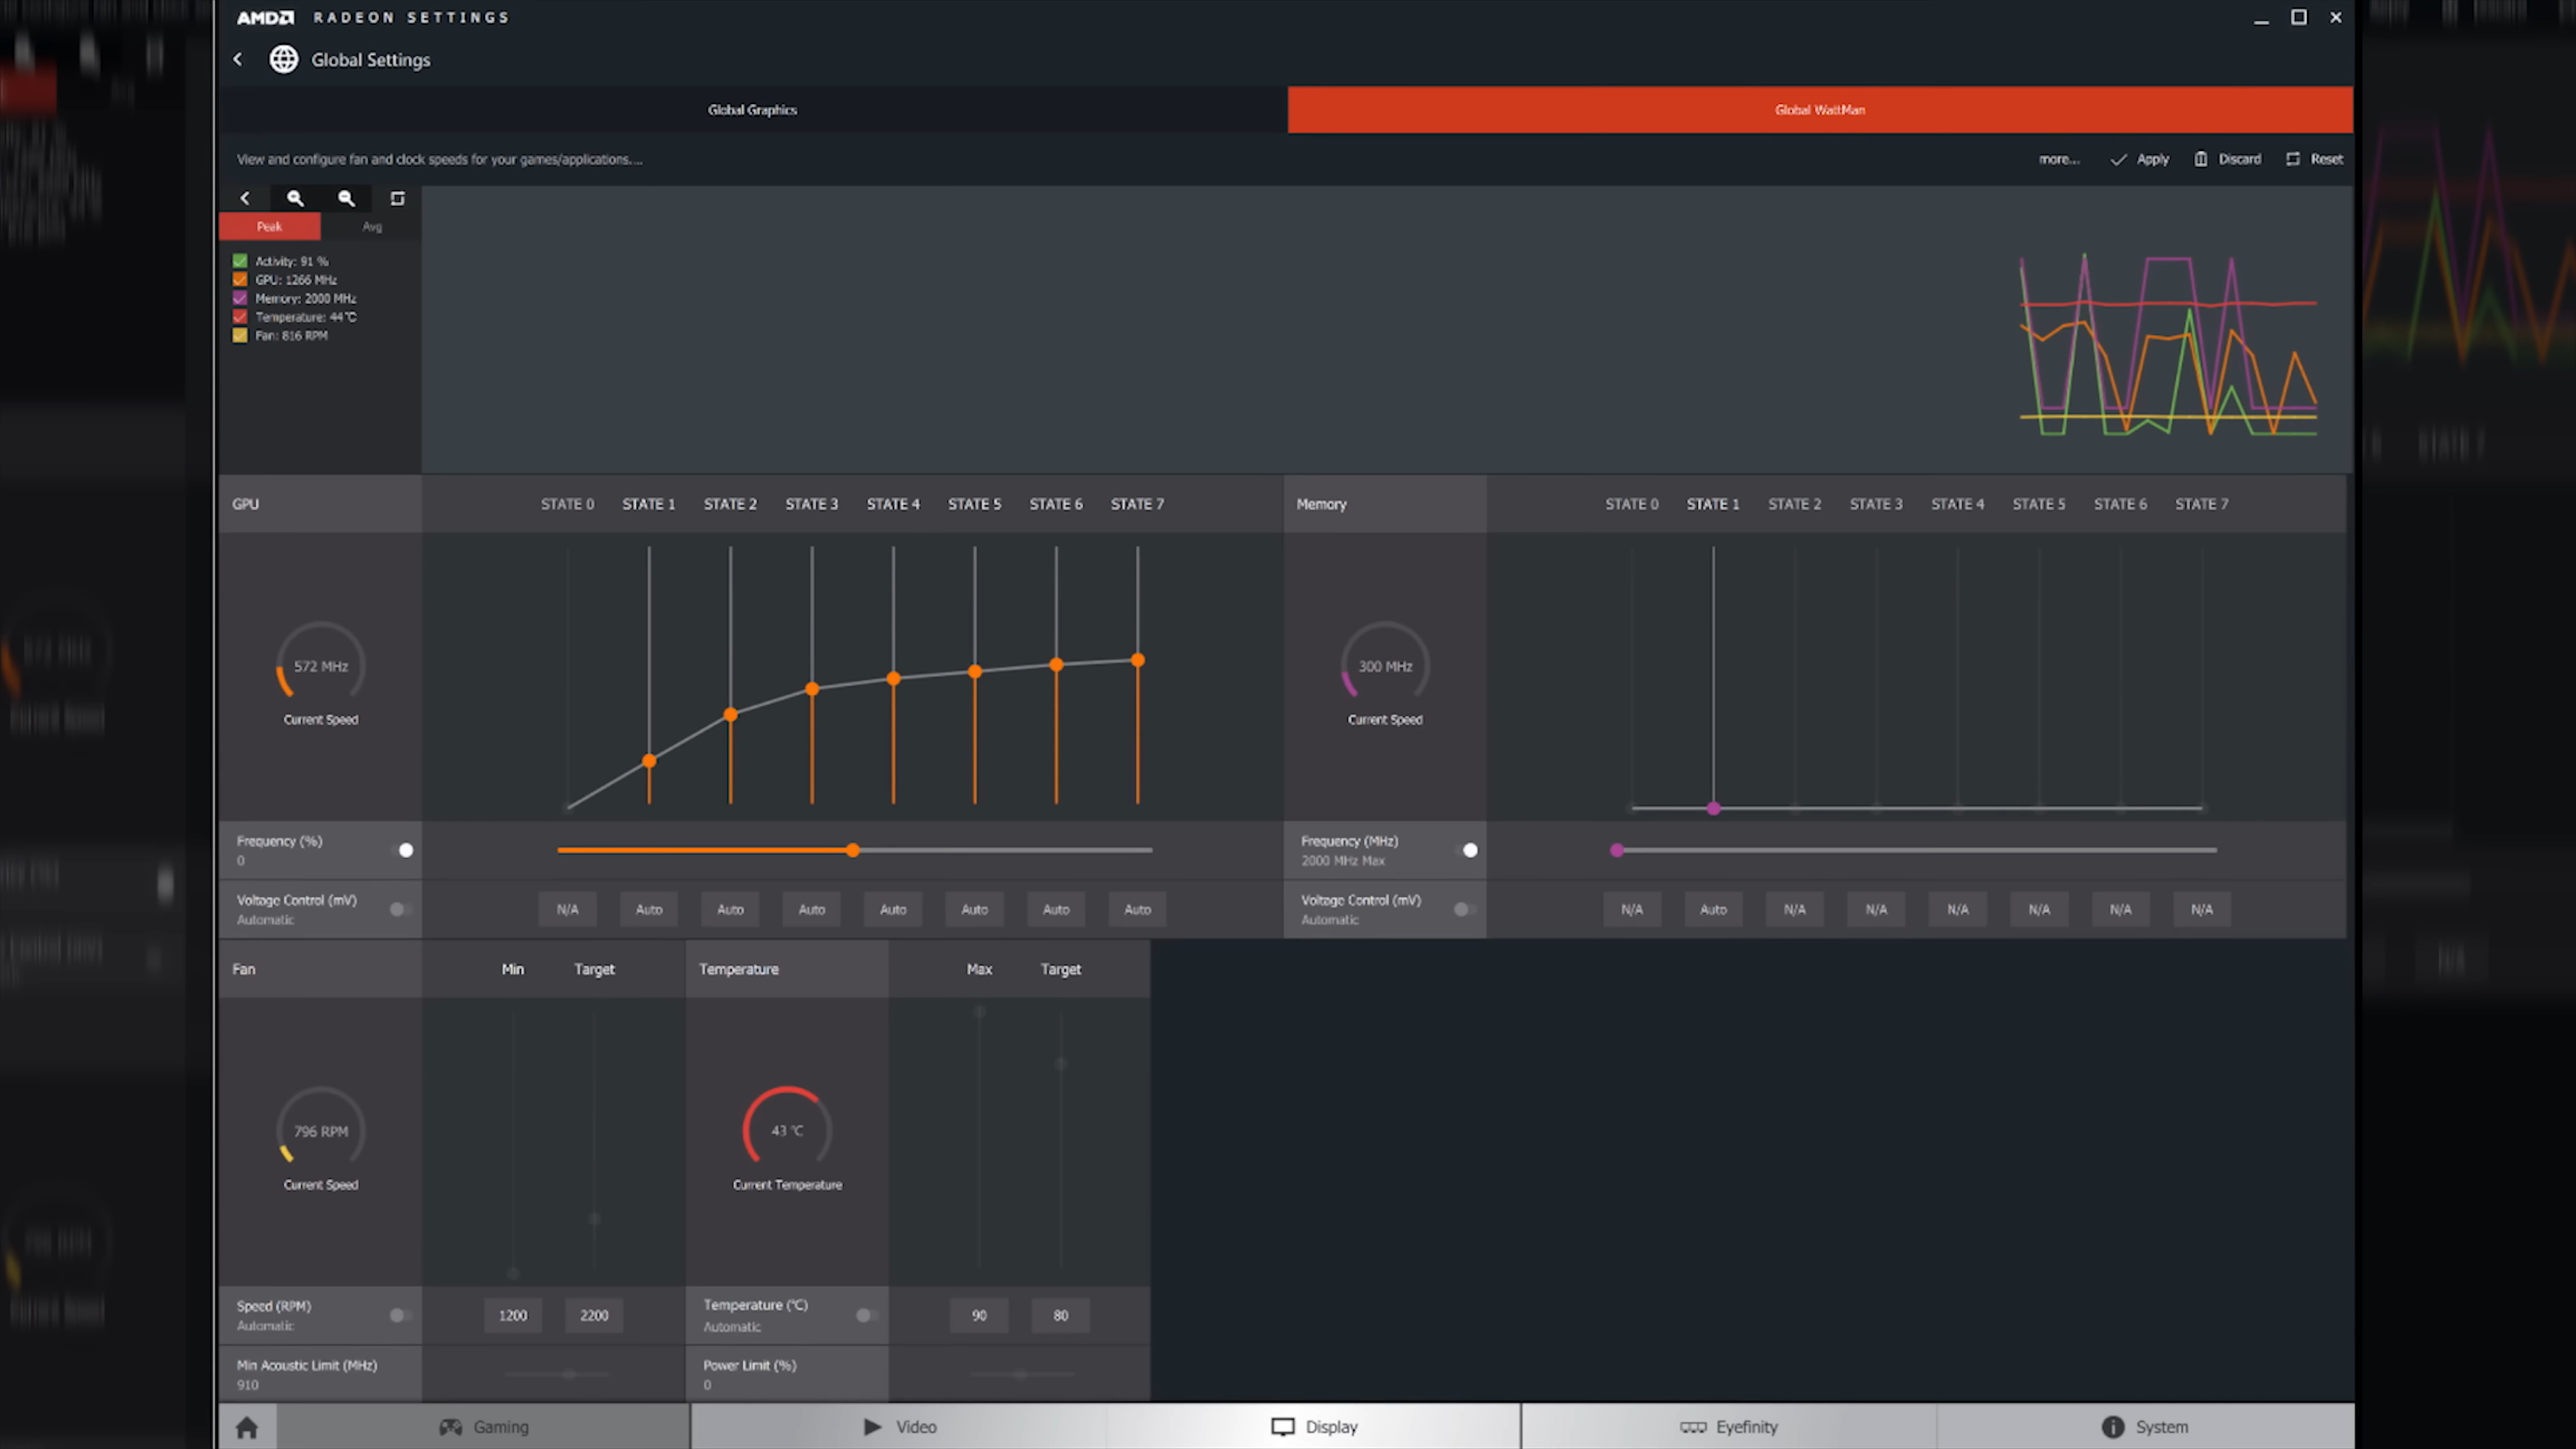 AMD RADEON SETTINGS
Global Settings
Global Graphics
Global WattMan
View and configure fan and clock speeds for your games/applications....
more...
Apply
Discard
Reset
Peak
Avg
Activity: 91 %
GPU: 1266 MHz
Memory: 2000 MHz
Temperature: 44°C
Fan: 816 RPM
GPU
STATE 0 STATE 1 STATE 2 STATE 3 STATE 4 STATE 5 STATE 6 STATE 7
572 MHz
Current Speed
Frequency (%)
0
Voltage Control (mV)
Automatic
N/A Auto Auto Auto Auto Auto Auto Auto
Memory
STATE 0 STATE 1 STATE 2 STATE 3 STATE 4 STATE 5 STATE 6 STATE 7
300 MHz
Current Speed
Frequency (MHz)
2000 MHz Max
Voltage Control (mV)
Automatic
N/A Auto N/A N/A N/A N/A N/A N/A
Fan
Min Target
796 RPM
Current Speed
Speed (RPM)
Automatic
1200 2200
Min Acoustic Limit (MHz)
910
Temperature
Max Target
43 °C
Current Temperature
Temperature (°C)
Automatic
90 80
Power Limit (%)
0
Gaming
Video
Display
Eyefinity
System